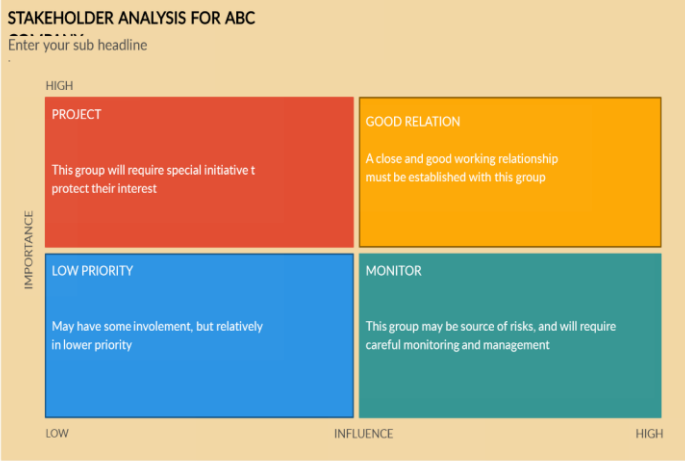 STAKEHOLDER ANALYSIS FOR ABC
COMPANY
Enter your sub headline
HIGH
PROJECT
This group will require special initiative t
protect their interest
GOOD RELATION
A close and good working relationship
must be established with this group
IMPORTANCE
LOW PRIORITY
May have some involement, but relatively
in lower priority
MONITOR
This group may be source of risks, and will require
careful monitoring and management
LOW
INFLUENCE
HIGH